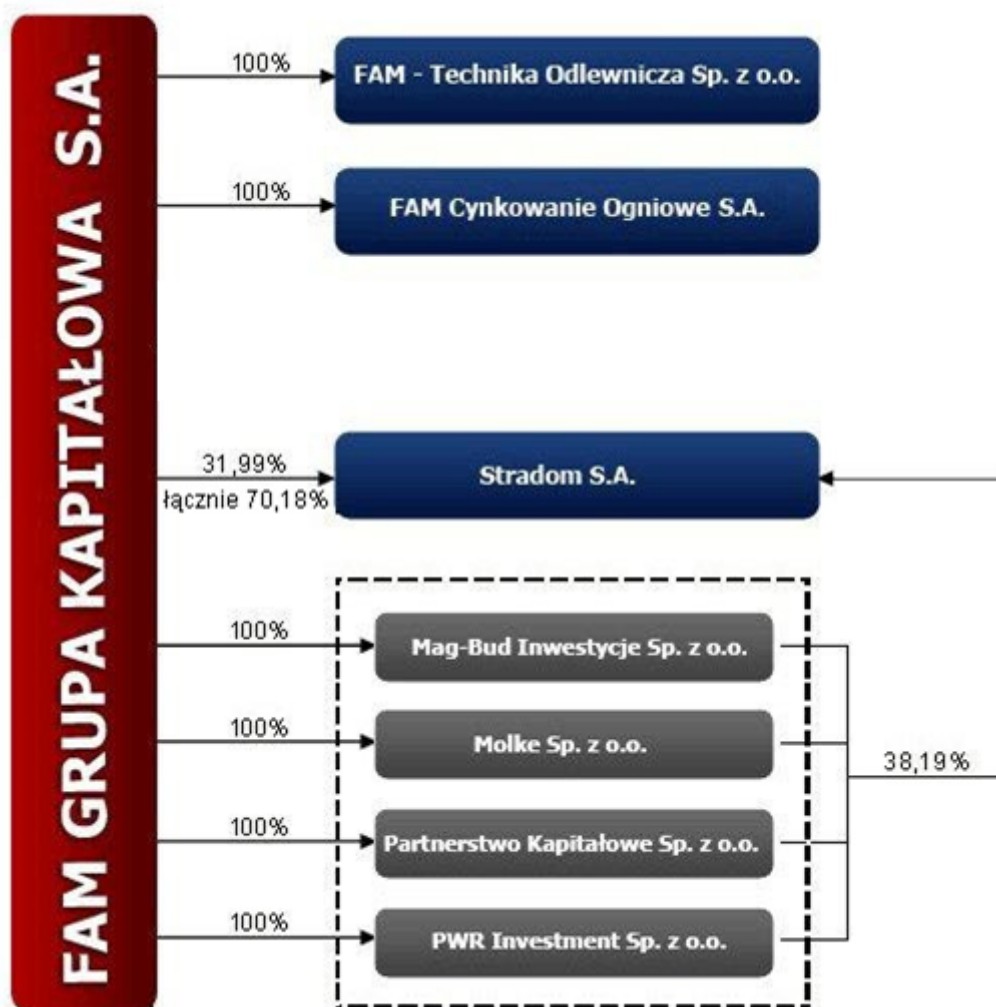 FAM GRUPA KAPITAŁOWA S.A.
100%
FAM - Technika Odlewnicza Sp. z o.o.
100%
FAM Cynkowanie Ogniowe S.A.
31,99%
łącznie 70,18%
Stradom S.A.
100%
Mag-Bud Inwestycje Sp. z o.o.
100%
Molke Sp. z o.o.
38,19%
100%
Partnerstwo Kapitałowe Sp. z o.o.
100%
PWR Investment Sp. z o.o.